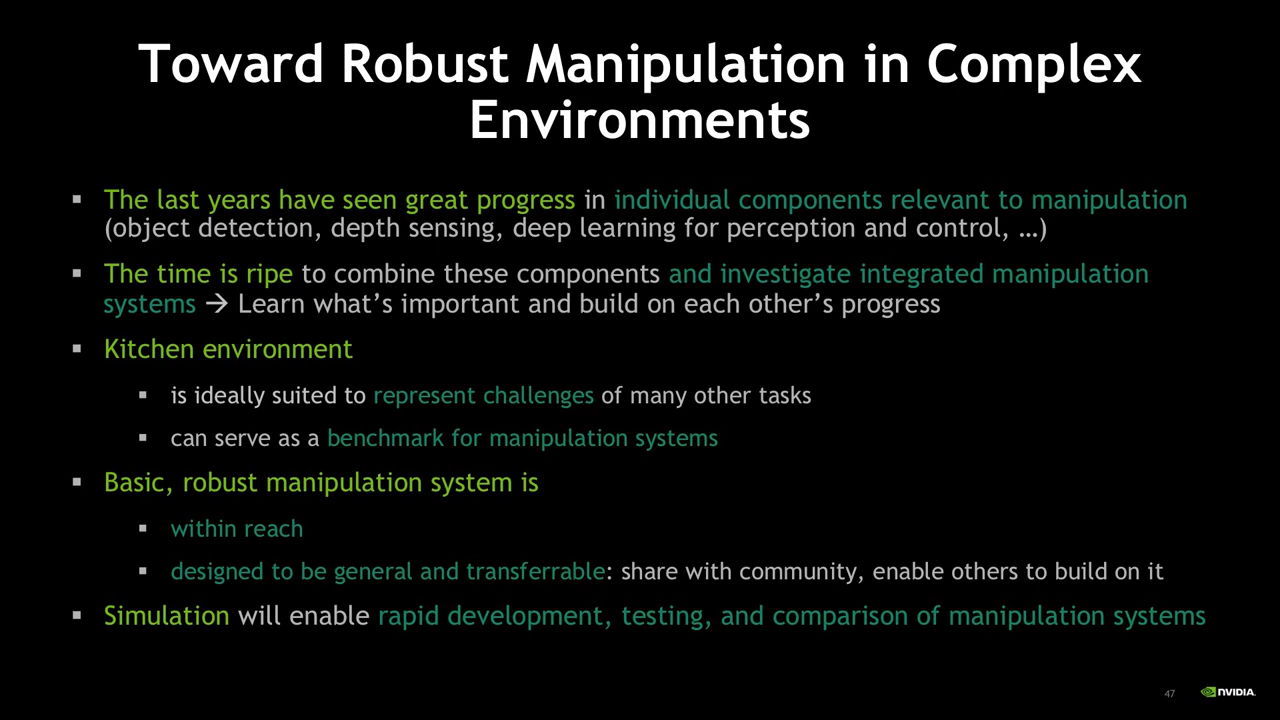 Toward Robust Manipulation in Complex
Environments
▪ The last years have seen great progress in individual components relevant to manipulation
(object detection, depth sensing, deep learning for perception and control, …)
▪ The time is ripe to combine these components and investigate integrated manipulation
systems → Learn what’s important and build on each other’s progress
▪ Kitchen environment
▪ is ideally suited to represent challenges of many other tasks
▪ can serve as a benchmark for manipulation systems
▪ Basic, robust manipulation system is
▪ within reach
▪ designed to be general and transferrable: share with community, enable others to build on it
▪ Simulation will enable rapid development, testing, and comparison of manipulation systems
47 NVIDIA.